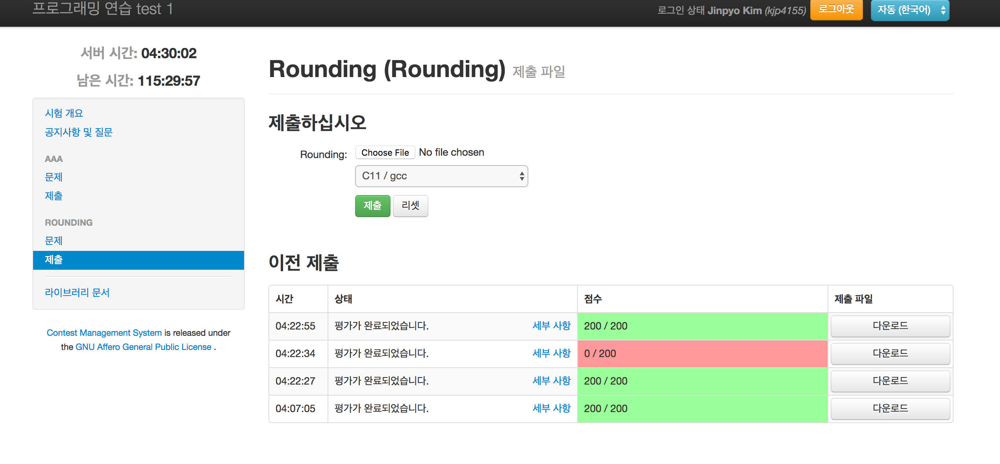 프로그래밍 연습 test 1
로그인 상태 Jinpyo Kim (kjp4155) 로그아웃 자동 (한국어)
서버 시간: 04:30:02
남은 시간: 115:29:57
시험 개요
공지사항 및 질문
AAA
문제
제출
ROUNDING
문제
제출
라이브러리 문서
Contest Management System is released under
the GNU Affero General Public License .
Rounding (Rounding) 제출 파일
제출하십시오
Rounding: Choose File No file chosen
C11 / gcc
제출 리셋
이전 제출
시간 상태 점수 제출 파일
04:22:55 평가가 완료되었습니다. 세부 사항 200 / 200 다운로드
04:22:34 평가가 완료되었습니다. 세부 사항 0 / 200 다운로드
04:22:27 평가가 완료되었습니다. 세부 사항 200 / 200 다운로드
04:07:05 평가가 완료되었습니다. 세부 사항 200 / 200 다운로드